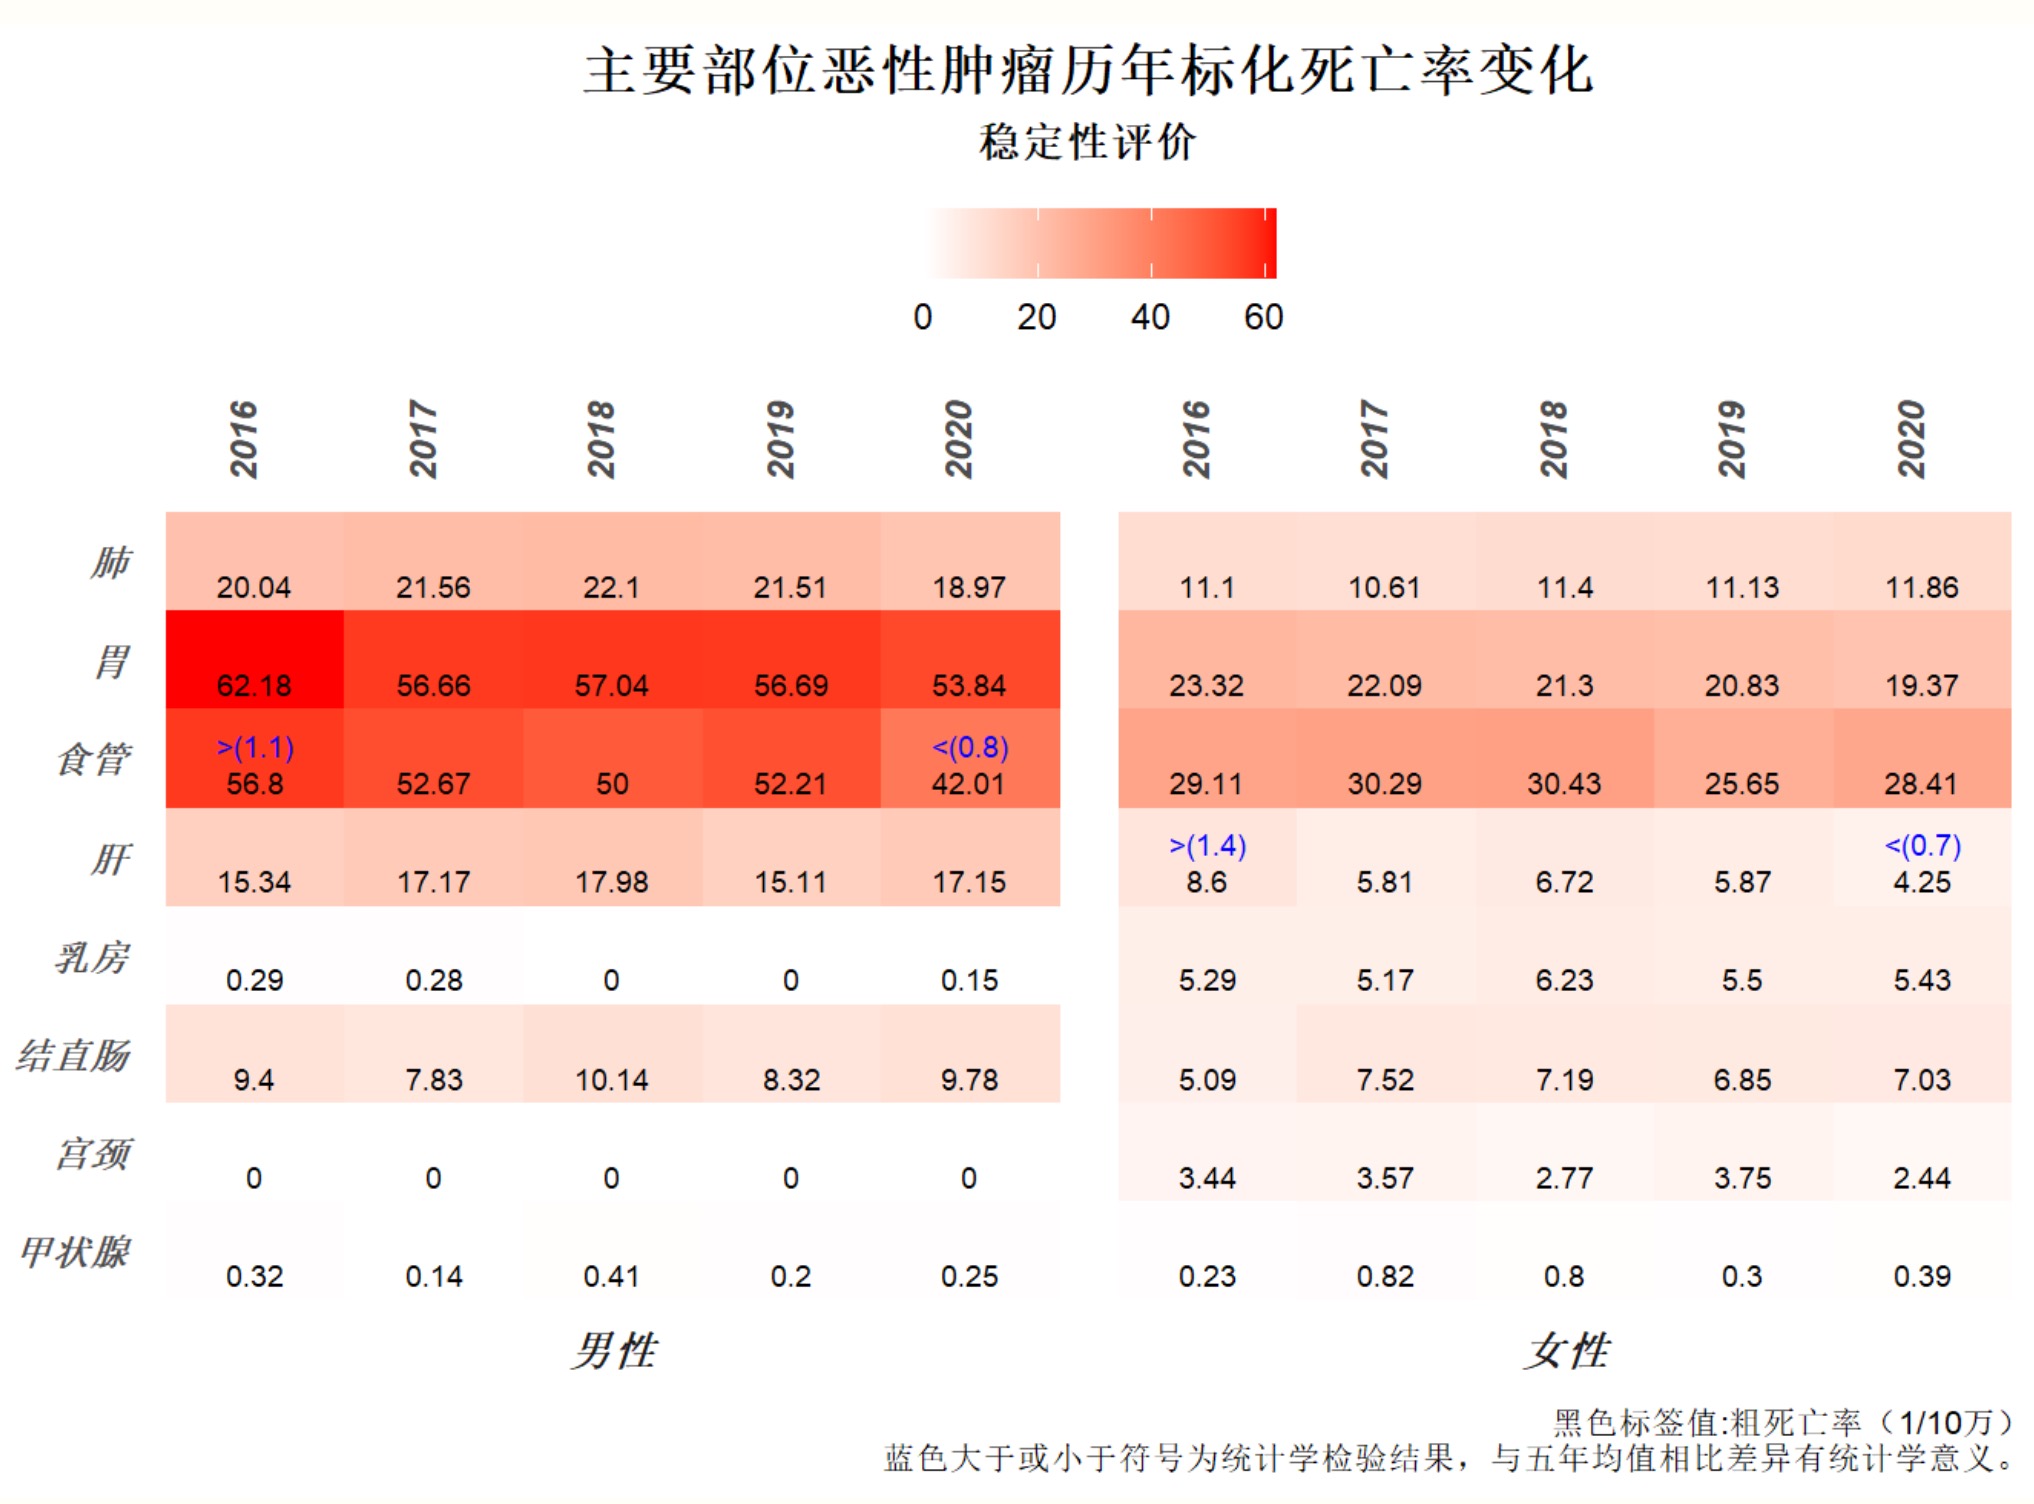 主要部位恶性肿瘤历年标化死亡率变化
稳定性评价
0 20 40 60
2016 2017 2018 2019 2020 2016 2017 2018 2019 2020
肺 20.04 21.56 22.1 21.51 18.97 11.1 10.61 11.4 11.13 11.86
胃 62.18 56.66 57.04 56.69 53.84 23.32 22.09 21.3 20.83 19.37
>(1.1) <(0.8)
食管 56.8 52.67 50 52.21 42.01 29.11 30.29 30.43 25.65 28.41
>(1.4) <(0.7)
肝 15.34 17.17 17.98 15.11 17.15 8.6 5.81 6.72 5.87 4.25
乳房 0.29 0.28 0 0 0.15 5.29 5.17 6.23 5.5 5.43
结直肠 9.4 7.83 10.14 8.32 9.78 5.09 7.52 7.19 6.85 7.03
宫颈 0 0 0 0 0 3.44 3.57 2.77 3.75 2.44
甲状腺 0.32 0.14 0.41 0.2 0.25 0.23 0.82 0.8 0.3 0.39
男性 女性
黑色标签值:粗死亡率（1/10万）
蓝色大于或小于符号为统计学检验结果，与五年均值相比差异有统计学意义。